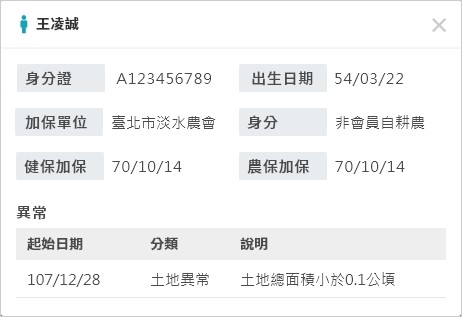 王凌誠
身分證 A123456789 出生日期 54/03/22
加保單位 臺北市淡水農會 身分 非會員自耕農
健保加保 70/10/14 農保加保 70/10/14
異常
起始日期 分類 說明
107/12/28 土地異常 土地總面積小於0.1公頃